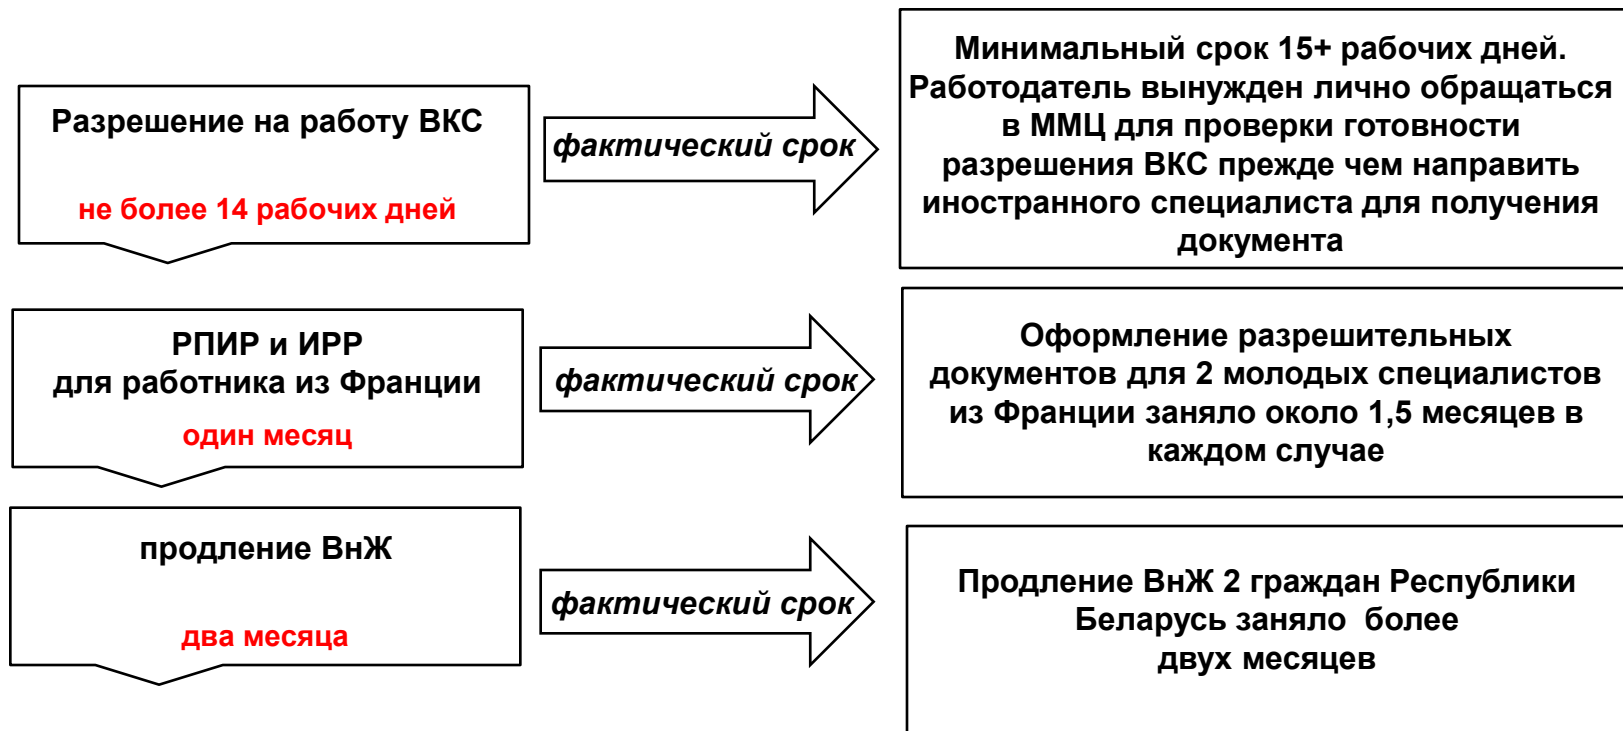 Разрешение на работу ВКС
не более 14 рабочих дней
фактический срок
Минимальный срок 15+ рабочих дней.
Работодатель вынужден лично обращаться
в ММЦ для проверки готовности
разрешения ВКС прежде чем направить
иностранного специалиста для получения
документа
РПИР и ИРР
для работника из Франции
один месяц
фактический срок
Оформление разрешительных
документов для 2 молодых специалистов
из Франции заняло около 1,5 месяцев в
каждом случае
продление ВнЖ
два месяца
фактический срок
Продление ВнЖ 2 граждан Республики
Беларусь заняло более
двух месяцев